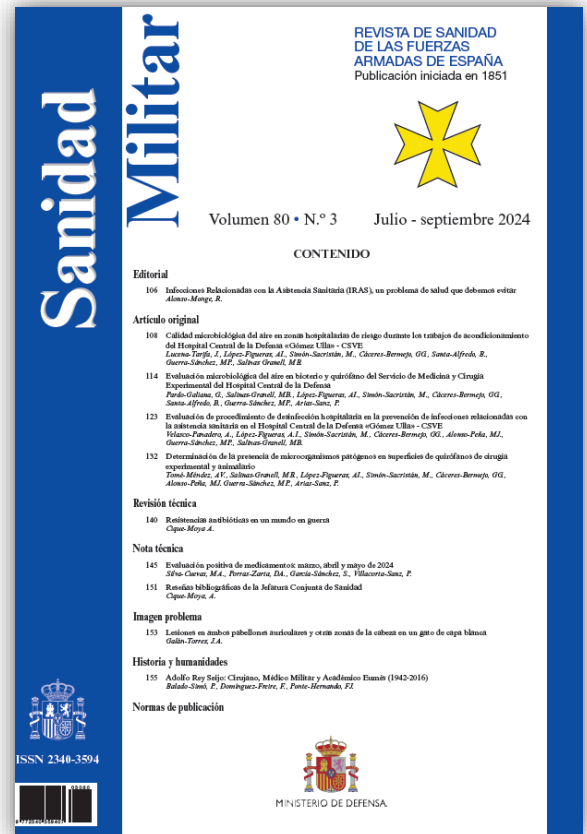 Sanidad
Militar
REVISTA DE SANIDAD
DE LAS FUERZAS
ARMADAS DE ESPAÑA
Publicación iniciada en 1851
Volumen 80 • N.º 3 Julio - septiembre 2024
CONTENIDO
Editorial
106 Infecciones Relacionadas con la Asistencia Sanitaria (IRAS), un problema de salud que debemos evitar
Alonso-Monge, R.
Artículo original
108 Calidad microbiológica del aire en zonas hospitalarias de riesgo durante los trabajos de acondicionamiento
del Hospital Central de la Defensa «Gómez Ulla» - CSVE
Lucena-Tarifa, J., López-Figueras, AI., Simón-Sacristán, M., Cáceres-Bermejo, GG., Santa-Alfredo, B.,
Guerra-Sánchez, MP., Salinas Granell, MB.
114 Evaluación microbiológica del aire en bioterio y quirófano del Servicio de Medicina y Cirugía
Experimental del Hospital Central de la Defensa
Pardo-Galiana, G., Salinas-Granell, MB., López-Figueras, AI., Simón-Sacristán, M., Cáceres-Bermejo, GG.,
Santa-Alfredo, B., Guerra-Sánchez, MP., Arias-Sanz, P.
123 Evaluación de procedimiento de desinfección hospitalaria en la prevención de infecciones relacionadas con
la asistencia sanitaria en el Hospital Central de la Defensa «Gómez Ulla» - CSVE
Velasco-Panadero, A., López-Figueras, A.I., Simón-Sacristán, M., Cáceres-Bermejo, GG., Alonso-Peña, MJ.,
Guerra-Sánchez, MP., Salinas-Granell, MB.
132 Determinación de la presencia de microorganismos patógenos en superficies de quirófanos de cirugía
experimental y animalario
Tomé-Méndez, AV., Salinas-Granell, MB., López-Figueras, AI., Simón-Sacristán, M., Cáceres-Bermejo, GG.,
Alonso-Peña, MJ. Guerra-Sánchez, MP., Arias-Sanz, P.
Revisión técnica
140 Resistencias antibióticas en un mundo en guerra
Cique-Moya A.
Nota técnica
145 Evaluación positiva de medicamentos: marzo, abril y mayo de 2024
Silva-Cuevas, MA., Porras-Zarta, DA., García-Sánchez, S., Villacorta-Sanz, P.
151 Reseñas bibliográficas de la Jefatura Conjunta de Sanidad
Cique-Moya, A.
Imagen problema
153 Lesiones en ambos pabellones auriculares y otras zonas de la cabeza en un gato de capa blanca
Galán-Torres, J.A.
Historia y humanidades
155 Adolfo Rey Seijo: Cirujano, Médico Militar y Académico Eumés (1942-2016)
Balado-Simó, P., Domínguez-Freire, F., Ponte-Hernando, FJ.
Normas de publicación
ISSN 2340-3594
MINISTERIO DE DEFENSA